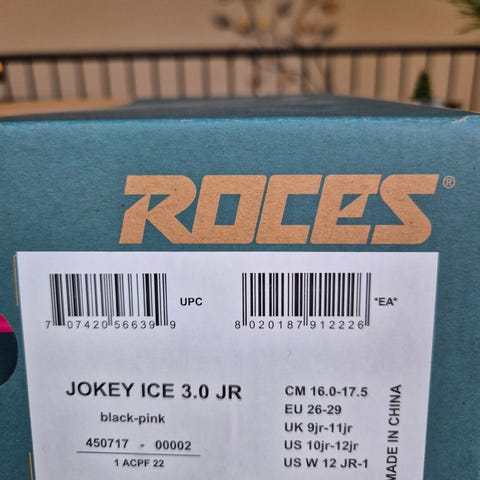 ROCES®
UPC
"EA"
7 07420 56639 9
8 020187 912226
JOKEY ICE 3.0 JR
black-pink
450717 - 00002
1 ACPF 22
CM 16.0-17.5
EU 26-29
UK 9jr-11jr
US 10jr-12jr
US W 12 JR-1
MADE IN CHINA